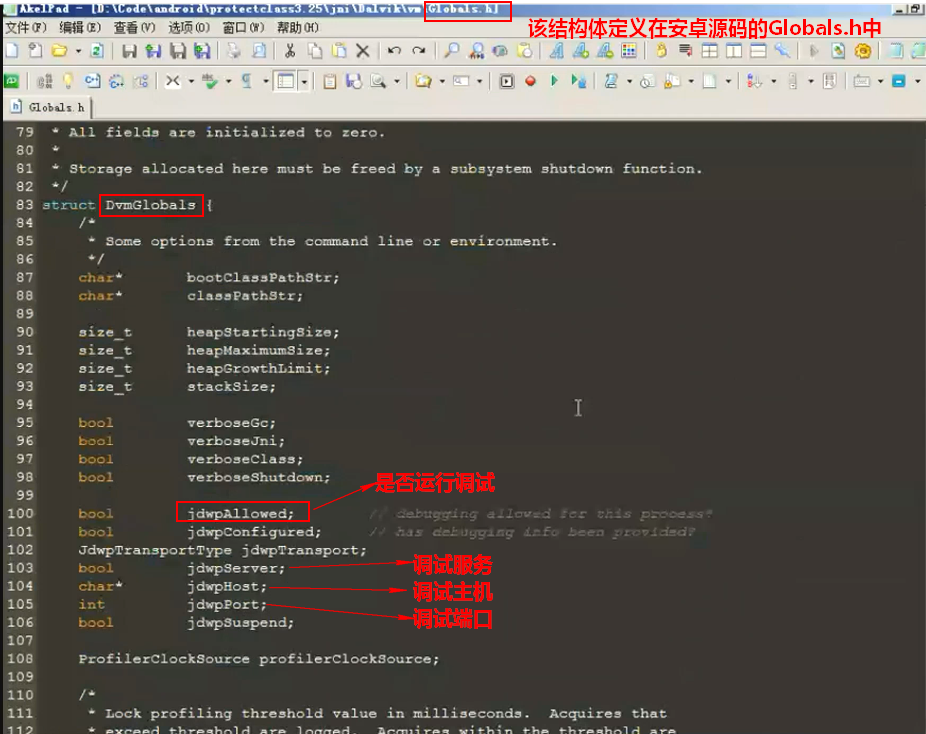 AkelPad - [D:\Code\android\protectclass3.25\jni\Dalvik\vm\Globals.h]
文件(F) 编辑(E) 查看(V) 选项(O) 窗口(W) 帮助(H)
该结构体定义在安卓源码的Globals.h中
Globals.h
79 * All fields are initialized to zero.
80 *
81 * Storage allocated here must be freed by a subsystem shutdown function.
82 */
83 struct DvmGlobals {
84 /*
85 * Some options from the command line or environment.
86 */
87 char* bootClassPathStr;
88 char* classPathStr;
89
90 size_t heapStartingSize;
91 size_t heapMaximumSize;
92 size_t heapGrowthLimit;
93 size_t stackSize;
94
95 bool verboseGc;
96 bool verboseJni;
97 bool verboseClass;
98 bool verboseShutdown;
是否运行调试
99
100 bool jdwpAllowed; // debugging allowed for this process?
101 bool jdwpConfigured; // has debugging info been provided?
102 JdwpTransportType jdwpTransport;
103 bool jdwpServer; 调试服务
104 char* jdwpHost; 调试主机
105 int jdwpPort; 调试端口
106 bool jdwpSuspend;
107
108 ProfilerClockSource profilerClockSource;
109
110 /*
111 * Lock profiling threshold value in milliseconds. Acquires that
112 * exceed threshold are logged. Acquires within the threshold are